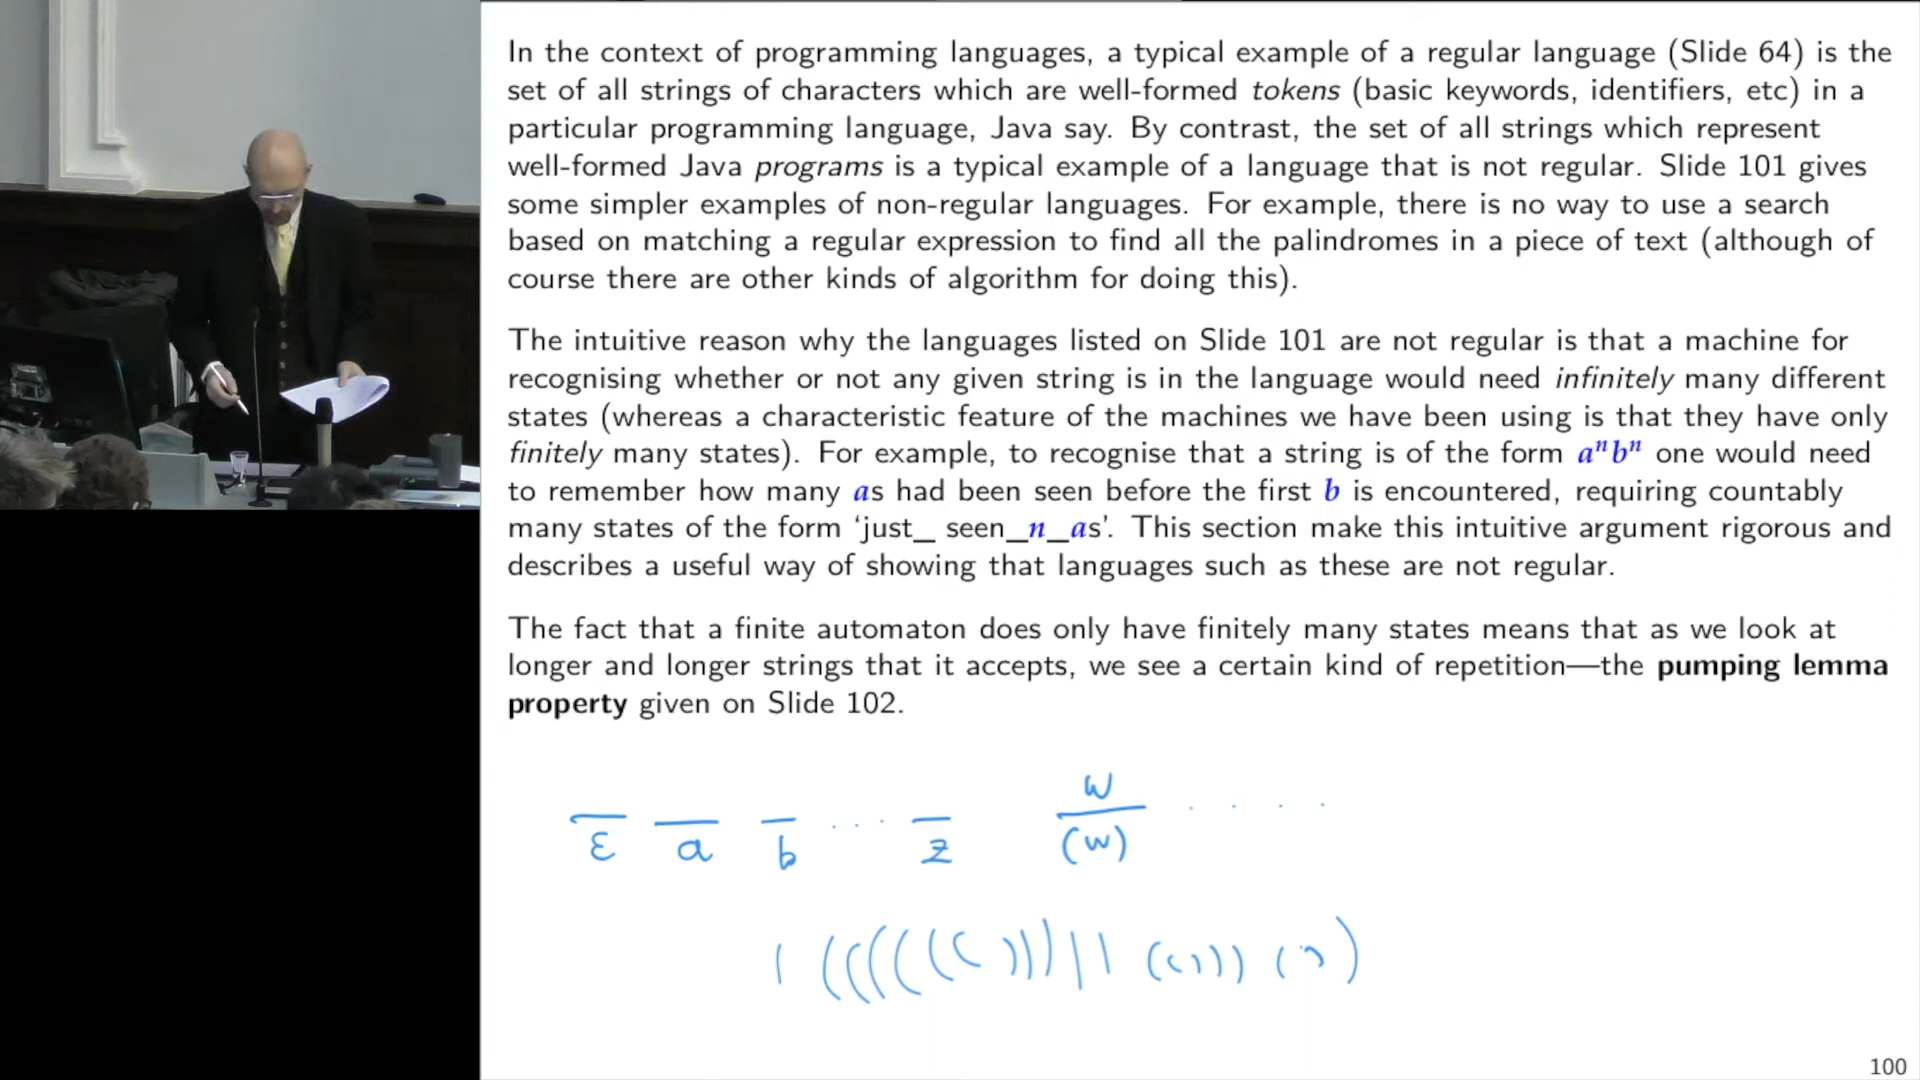 In the context of programming languages, a typical example of a regular language (Slide 64) is the
set of all strings of characters which are well-formed tokens (basic keywords, identifiers, etc) in a
particular programming language, Java say. By contrast, the set of all strings which represent
well-formed Java programs is a typical example of a language that is not regular. Slide 101 gives
some simpler examples of non-regular languages. For example, there is no way to use a search
based on matching a regular expression to find all the palindromes in a piece of text (although of
course there are other kinds of algorithm for doing this).
The intuitive reason why the languages listed on Slide 101 are not regular is that a machine for
recognising whether or not any given string is in the language would need infinitely many different
states (whereas a characteristic feature of the machines we have been using is that they have only
finitely many states). For example, to recognise that a string is of the form aⁿbⁿ one would need
to remember how many as had been seen before the first b is encountered, requiring countably
many states of the form ‘just_ seen_n_as’. This section make this intuitive argument rigorous and
describes a useful way of showing that languages such as these are not regular.
The fact that a finite automaton does only have finitely many states means that as we look at
longer and longer strings that it accepts, we see a certain kind of repetition—the pumping lemma
property given on Slide 102.
w
ε a b ... z (w) . . . .
100